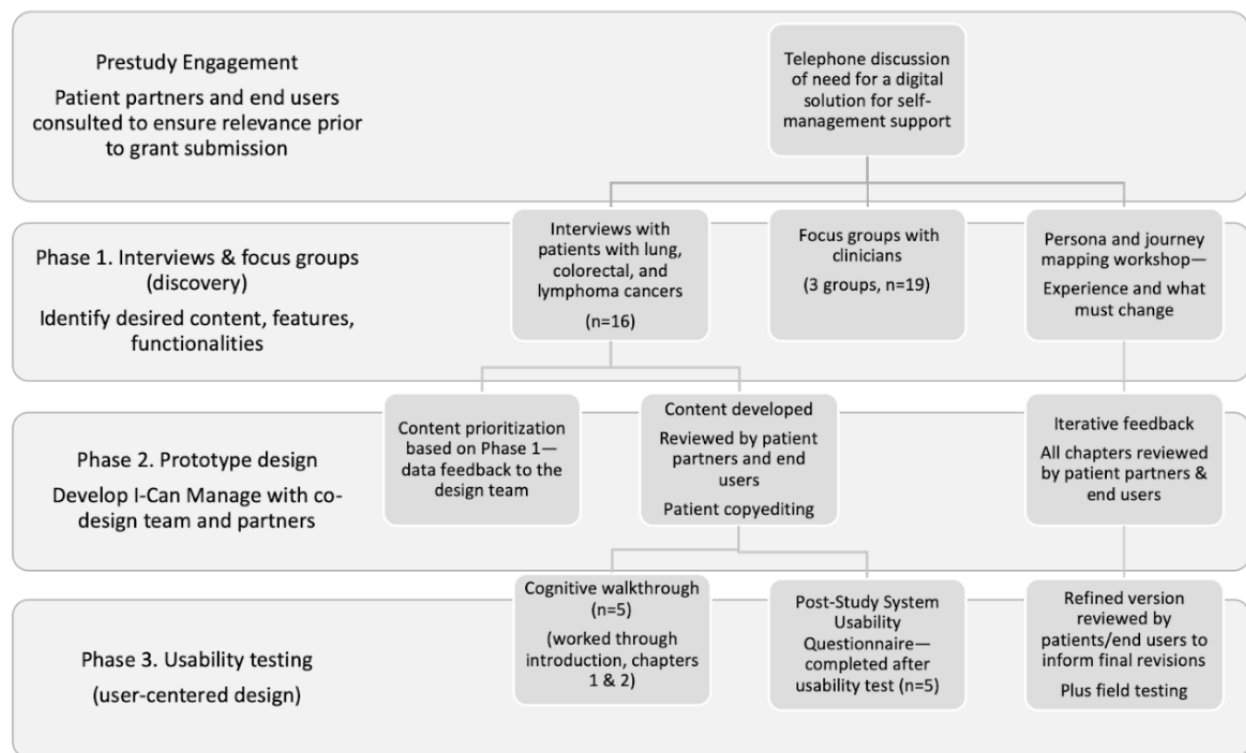 Prestudy Engagement
Patient partners and end users
consulted to ensure relevance prior
to grant submission
Telephone discussion
of need for a digital
solution for self-
management support
Phase 1. Interviews & focus groups
(discovery)
Identify desired content, features,
functionalities
Interviews with
patients with lung,
colorectal, and
lymphoma cancers
(n=16)
Focus groups with
clinicians
(3 groups, n=19)
Persona and journey
mapping workshop—
Experience and what
must change
Phase 2. Prototype design
Develop I-Can Manage with co-
design team and partners
Content prioritization
based on Phase 1—
data feedback to the
design team
Content developed
Reviewed by patient
partners and end
users
Patient copyediting
Iterative feedback
All chapters reviewed
by patient partners &
end users
Phase 3. Usability testing
(user-centered design)
Cognitive walkthrough
(n=5)
(worked through
introduction, chapters
1 & 2)
Post-Study System
Usability
Questionnaire—
completed after
usability test (n=5)
Refined version
reviewed by
patients/end users to
inform final revisions
Plus field testing